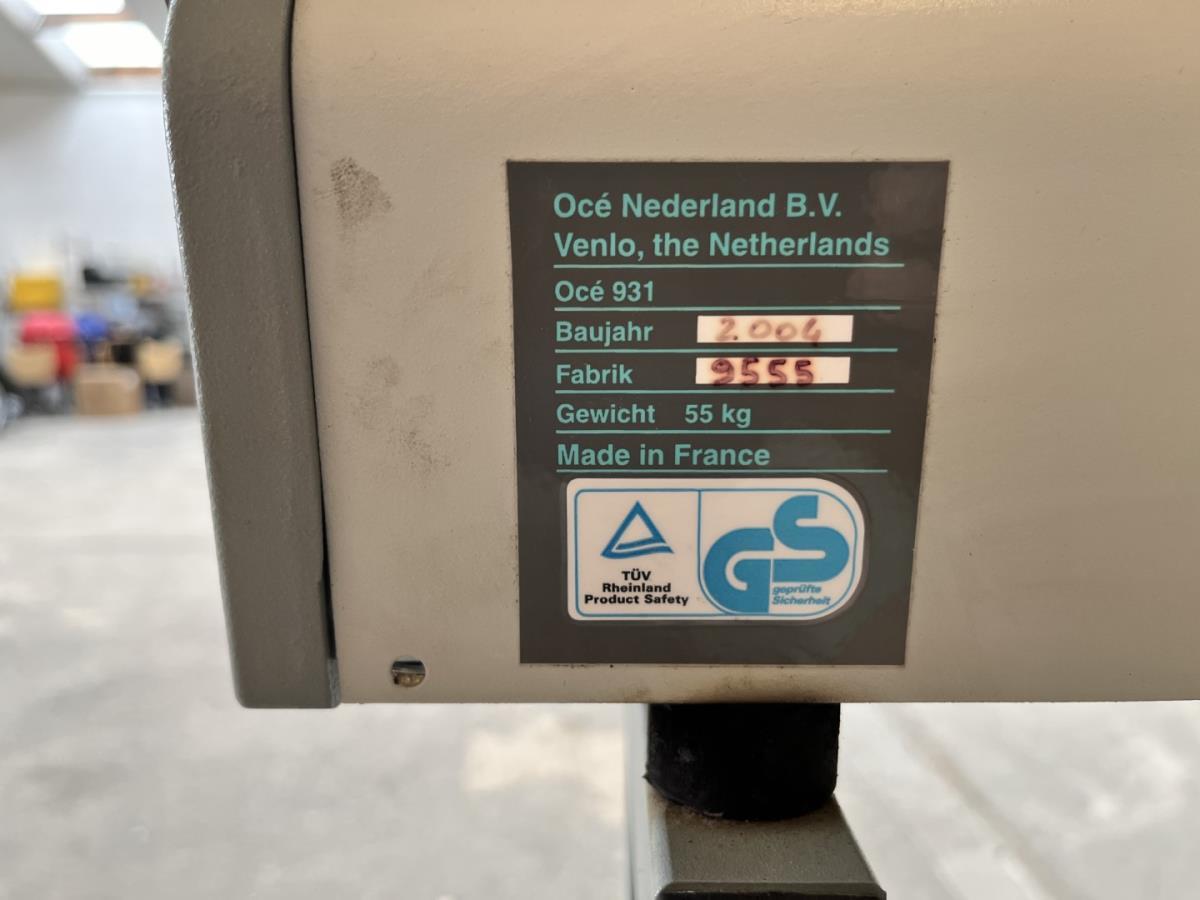 Océ Nederland B.V.
Venlo, the Netherlands
Océ 931
Baujahr 2.004
Fabrik 9555
Gewicht 55 kg
Made in France
TÜV
Rheinland
Product Safety
GS
geprüfte
Sicherheit